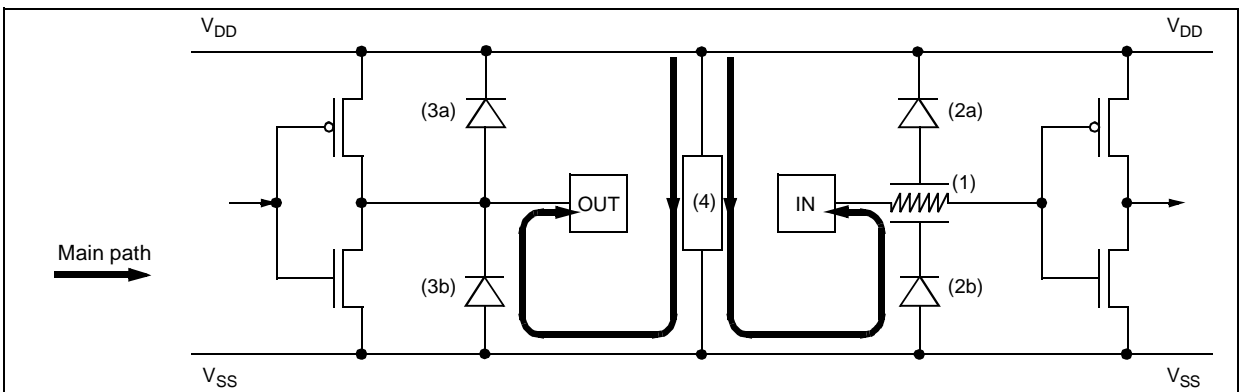 VDD VDD
(3a) (2a)
(1)
OUT (4) IN
Main path
(3b) (2b)
VSS VSS